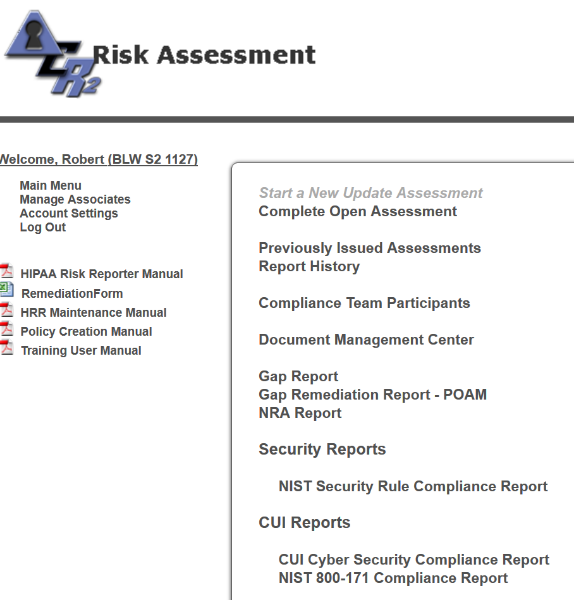 ER2
Risk Assessment
Welcome, Robert (BLW S2 1127)
Main Menu
Manage Associates
Account Settings
Log Out
HIPAA Risk Reporter Manual
RemediationForm
HRR Maintenance Manual
Policy Creation Manual
Training User Manual
Start a New Update Assessment
Complete Open Assessment
Previously Issued Assessments
Report History
Compliance Team Participants
Document Management Center
Gap Report
Gap Remediation Report - POAM
NRA Report
Security Reports
NIST Security Rule Compliance Report
CUI Reports
CUI Cyber Security Compliance Report
NIST 800-171 Compliance Report